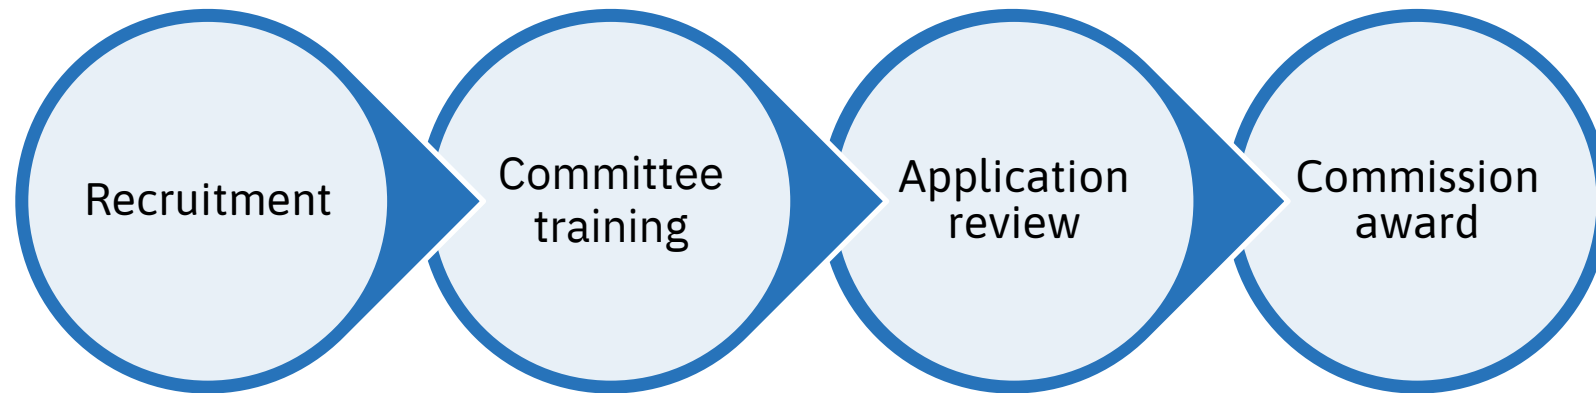 Recruitment
Committee
training
Application
review
Commission
award